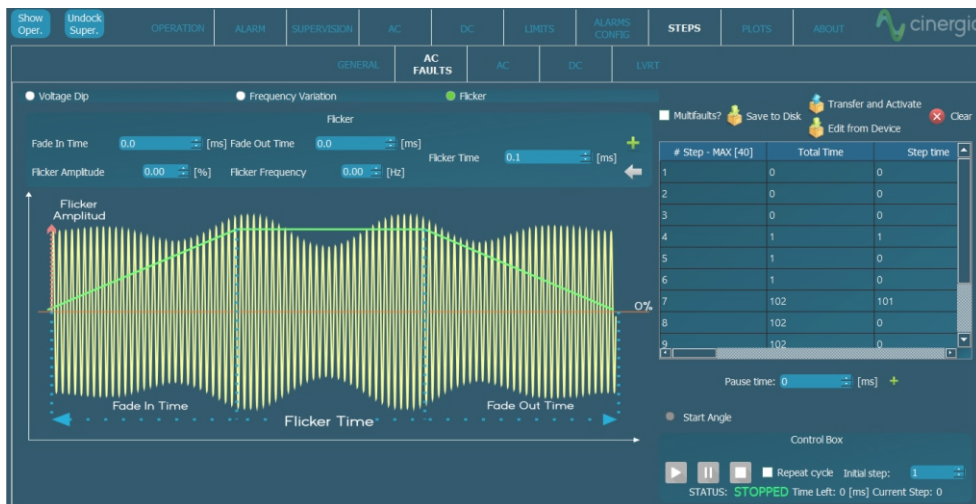 Show Oper.
Undock Super.
OPERATION
ALARM
SUPERVISION
AC
DC
LIMITS
ALARMS CONFIG
STEPS
PLOTS
ABOUT
cinergia
GENERAL
AC FAULTS
AC
DC
LVRT
Voltage Dip
Frequency Variation
Flicker
Flicker
Fade In Time 0.0 [ms] Fade Out Time 0.0 [ms]
Flicker Time 0.1 [ms]
Flicker Amplitude 0.00 [%] Flicker Frequency 0.00 [Hz]
Multifaults?
Save to Disk
Transfer and Activate
Edit from Device
Clear
# Step - MAX [40] Total Time Step time
1 0 0
2 0 0
3 0 0
4 1 1
5 1 0
6 1 0
7 102 101
8 102 0
9 102 0
Flicker
Amplitud
0%
Fade In Time
Fade Out Time
Flicker Time
Pause time: 0 [ms]
Start Angle
Control Box
Repeat cycle Initial step: 1
STATUS: STOPPED Time Left: 0 [ms] Current Step: 0